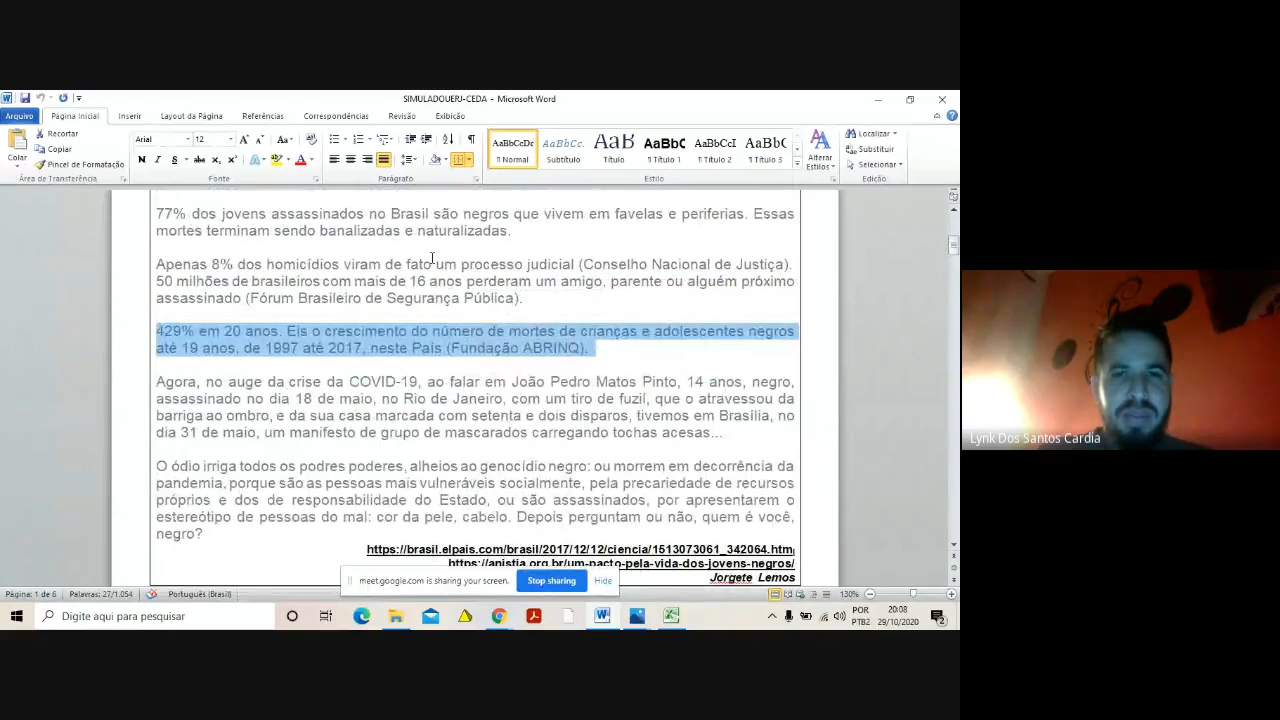 SIMULADOUERJ-CEDA - Microsoft Word
Arquivo Página Inicial Inserir Layout da Página Referências Correspondências Revisão Exibição
Colar
Recortar
Copiar
Pincel de Formatação
Área de Transferência
Arial 12
Fonte
Parágrafo
AaBbCcDc AaBbCc. AaB AaBbC AaBbCcI AaBbC
¶ Normal Subtítulo Título ¶ Título 1 ¶ Título 2 ¶ Título 3
Alterar Estilos
Estilo
Localizar
Substituir
Selecionar
Edição
77% dos jovens assassinados no Brasil são negros que vivem em favelas e periferias. Essas
mortes terminam sendo banalizadas e naturalizadas.
Apenas 8% dos homicídios viram de fato um processo judicial (Conselho Nacional de Justiça).
50 milhões de brasileiros com mais de 16 anos perderam um amigo, parente ou alguém próximo
assassinado (Fórum Brasileiro de Segurança Pública).
429% em 20 anos. Eis o crescimento do número de mortes de crianças e adolescentes negros
até 19 anos, de 1997 até 2017, neste País (Fundação ABRINQ).
Agora, no auge da crise da COVID-19, ao falar em João Pedro Matos Pinto, 14 anos, negro,
assassinado no dia 18 de maio, no Rio de Janeiro, com um tiro de fuzil, que o atravessou da
barriga ao ombro, e da sua casa marcada com setenta e dois disparos, tivemos em Brasília, no
dia 31 de maio, um manifesto de grupo de mascarados carregando tochas acesas...
O ódio irriga todos os podres poderes, alheios ao genocídio negro: ou morrem em decorrência da
pandemia, porque são as pessoas mais vulneráveis socialmente, pela precariedade de recursos
próprios e dos de responsabilidade do Estado, ou são assassinados, por apresentarem o
estereótipo de pessoas do mal: cor da pele, cabelo. Depois perguntam ou não, quem é você,
negro?
https://brasil.elpais.com/brasil/2017/12/12/ciencia/1513073061_342064.html
https://anistia.org.br/um-pacto-pela-vida-dos-jovens-negros/
Jorgete Lemos
meet.google.com is sharing your screen. Stop sharing Hide
Página: 1 de 6 Palavras: 27/1.054 Português (Brasil) 130%
Digite aqui para pesquisar
POR
PTB2
20:08
29/10/2020
2
Lynk Dos Santos Cardia